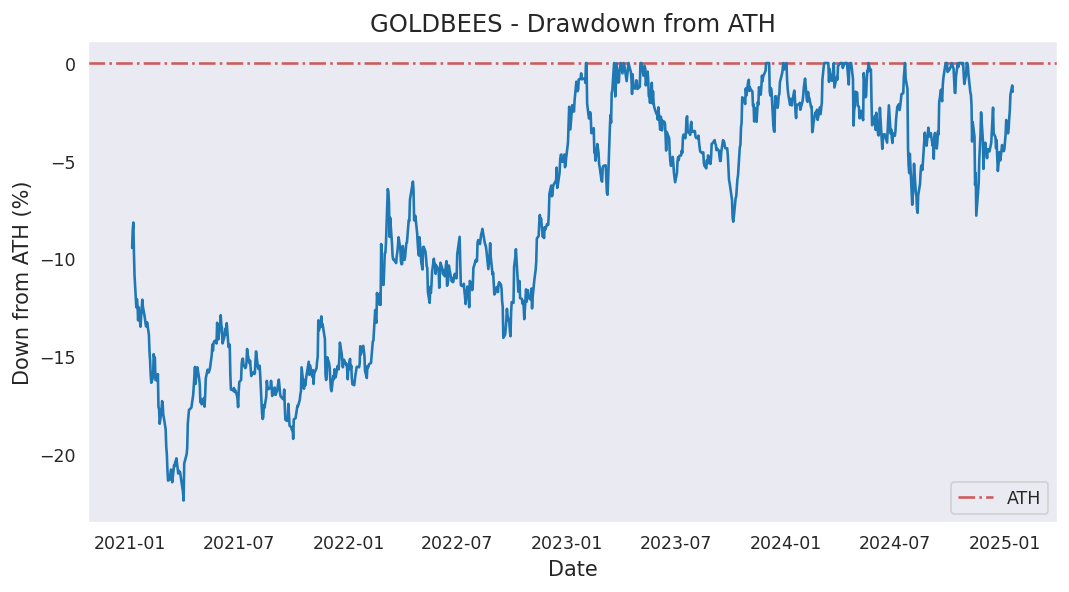 GOLDBEES - Drawdown from ATH
Down from ATH (%)
0
−5
−10
−15
−20
ATH
2021-01 2021-07 2022-01 2022-07 2023-01 2023-07 2024-01 2024-07 2025-01
Date